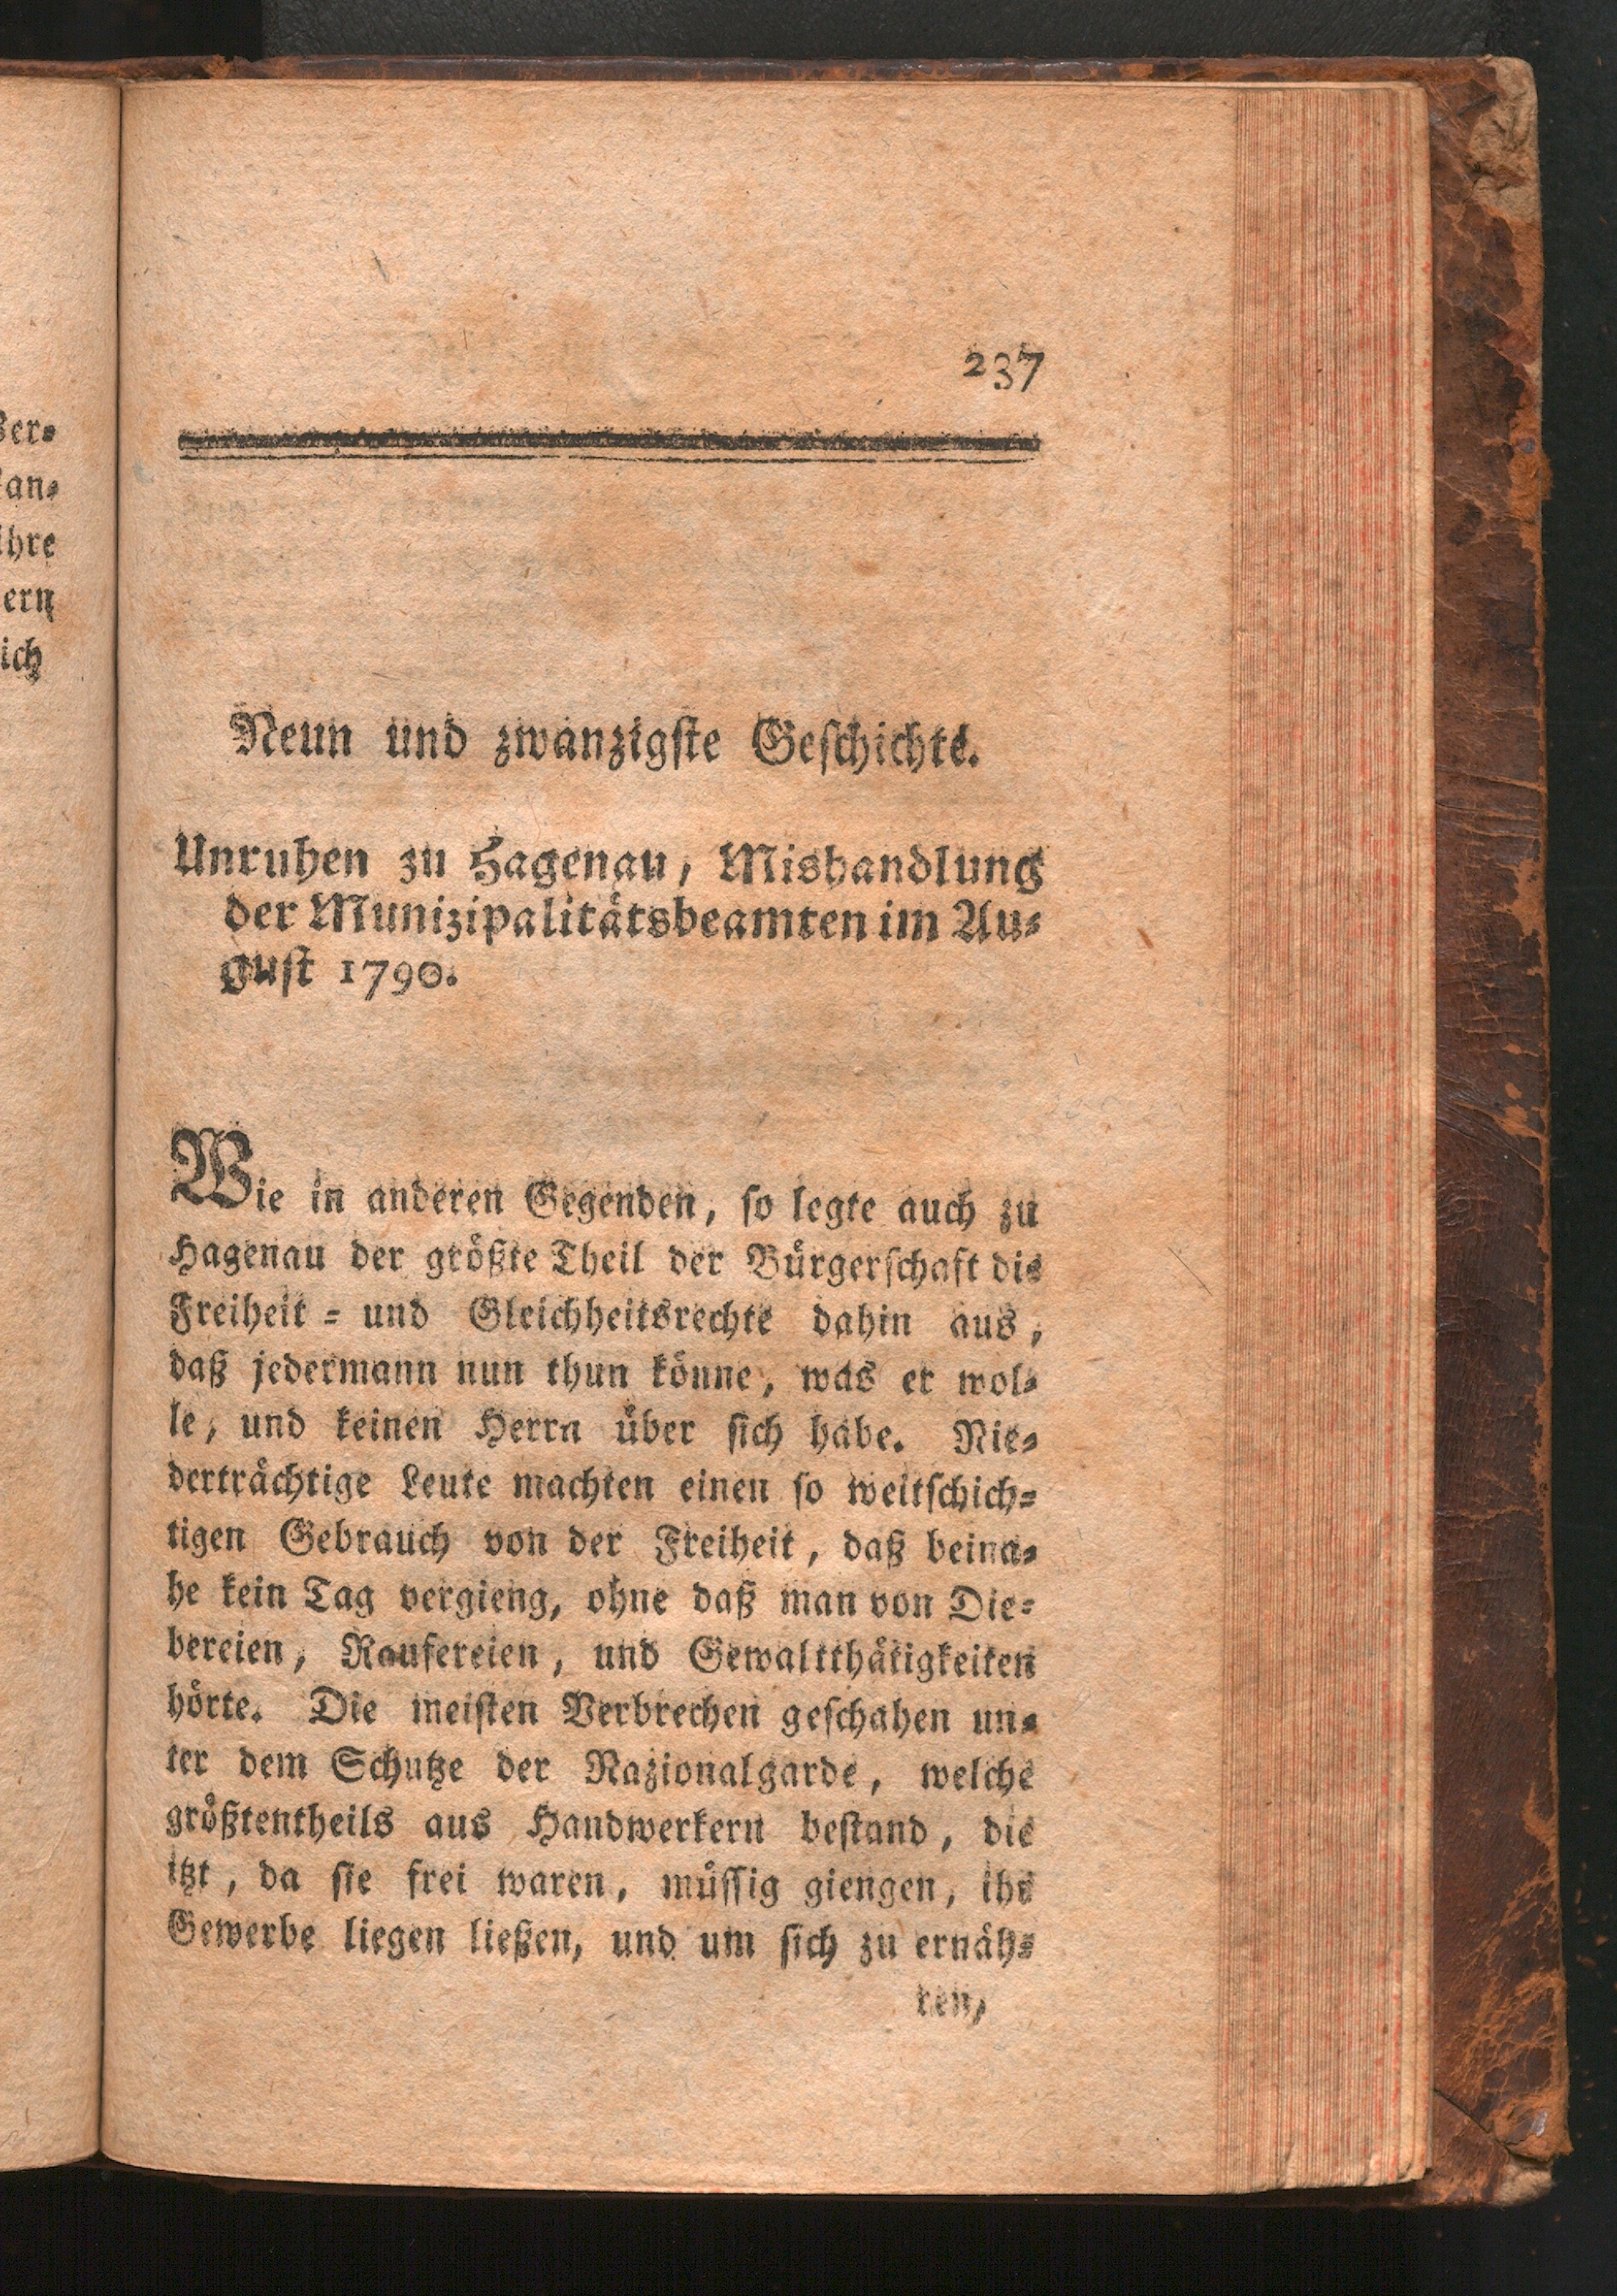 ihre
ern
ich
237
Neun und zwanzigste Geschichte.
Unruhen zu Hagenau, Mishandlung
der Munizipalitätsbeamten im Au-
gust 1790.
Wie in anderen Gegenden, so legte auch zu
Hagenau der größte Theil der Bürgerschaft die
Freiheit- und Gleichheitsrechte dahin aus,
daß jedermann nun thun könne, was er wol-
le, und keinen Herrn über sich habe. Nie-
derträchtige Leute machten einen so weitschich-
tigen Gebrauch von der Freiheit, daß beina-
he kein Tag vergieng, ohne daß man von Die-
bereien, Raufereien, und Gewaltthätigkeiten
hörte. Die meisten Verbrechen geschahen un-
ter dem Schutze der Nazionalgarde, welche
größtentheils aus Handwerkern bestand, die
itzt, da sie frei waren, müssig giengen, ihr
Gewerbe liegen ließen, und um sich zu ernäh-
ren,